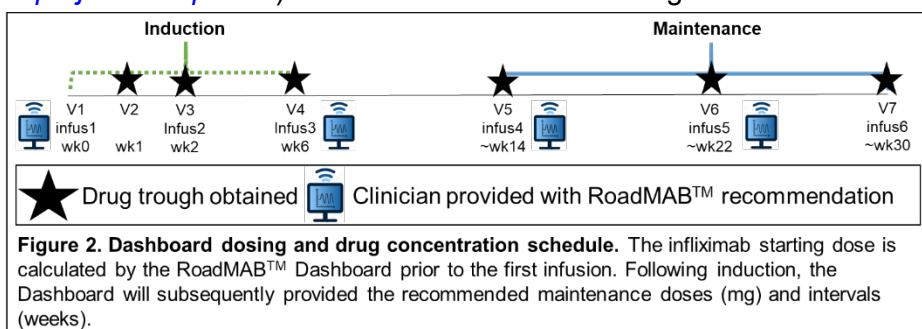 Induction
Maintenance
V1 V2 V3 V4 V5 V6 V7
infus1 Infus2 Infus3 infus4 infus5 infus6
wk0 wk1 wk2 wk6 ~wk14 ~wk22 ~wk30
Drug trough obtained Clinician provided with RoadMAB™ recommendation
Figure 2. Dashboard dosing and drug concentration schedule. The infliximab starting dose is
calculated by the RoadMAB™ Dashboard prior to the first infusion. Following induction, the
Dashboard will subsequently provided the recommended maintenance doses (mg) and intervals
(weeks).